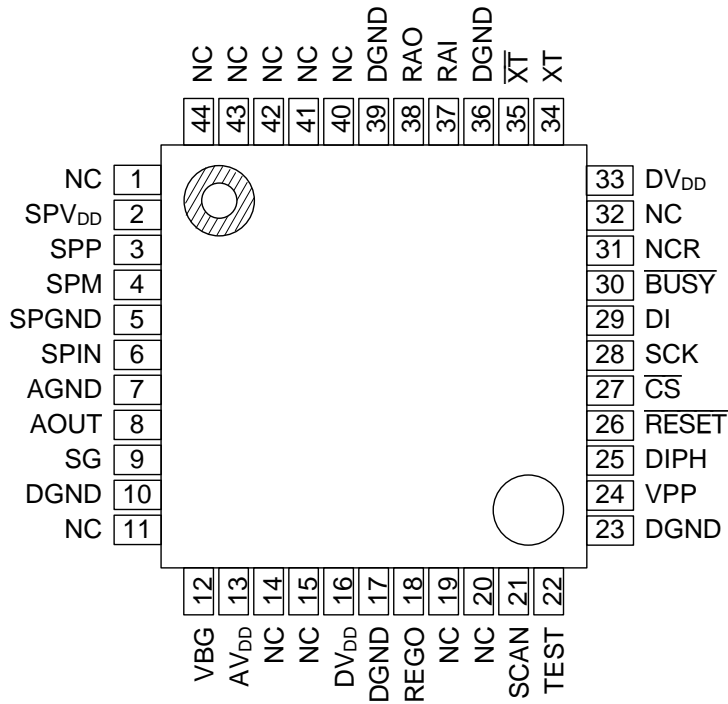 NC NC NC NC NC DGND RAO RAI DGND X̅T̅ XT
44 43 42 41 40 39 38 37 36 35 34
NC 1
SPVDD 2
SPP 3
SPM 4
SPGND 5
SPIN 6
AGND 7
AOUT 8
SG 9
DGND 10
NC 11
33 DVDD
32 NC
31 NCR
30 B̅U̅S̅Y̅
29 DI
28 SCK
27 C̅S̅
26 R̅E̅S̅E̅T̅
25 DIPH
24 VPP
23 DGND
12 13 14 15 16 17 18 19 20 21 22
VBG AVDD NC NC DVDD DGND REGO NC NC SCAN TEST